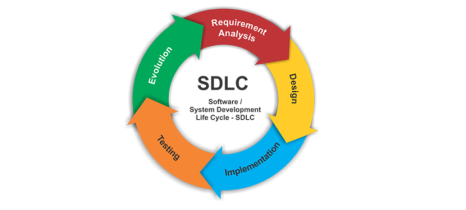 Requirement
Analysis
Design
Implementation
Testing
Evolution
SDLC
Software /
System Development
Life Cycle - SDLC